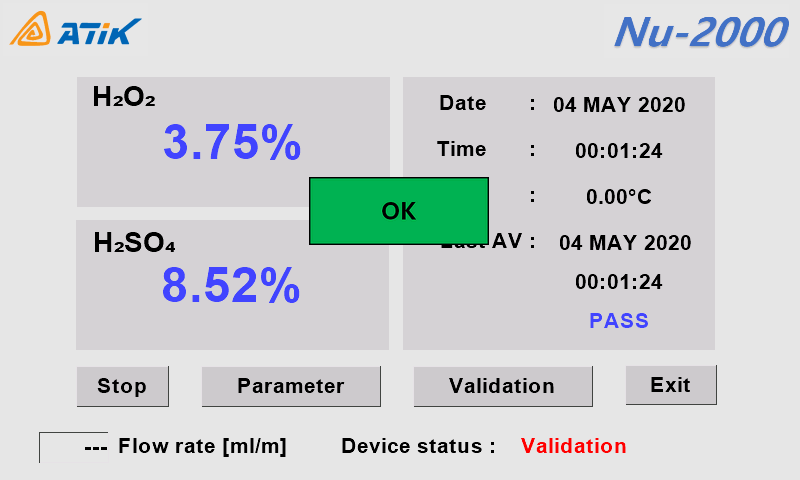 ATiK
Nu-2000
H₂O₂
3.75%
H₂SO₄
8.52%
Date : 04 MAY 2020
Time : 00:01:24
: 0.00°C
OK
Last AV : 04 MAY 2020
00:01:24
PASS
Stop
Parameter
Validation
Exit
--- Flow rate [ml/m]
Device status : Validation